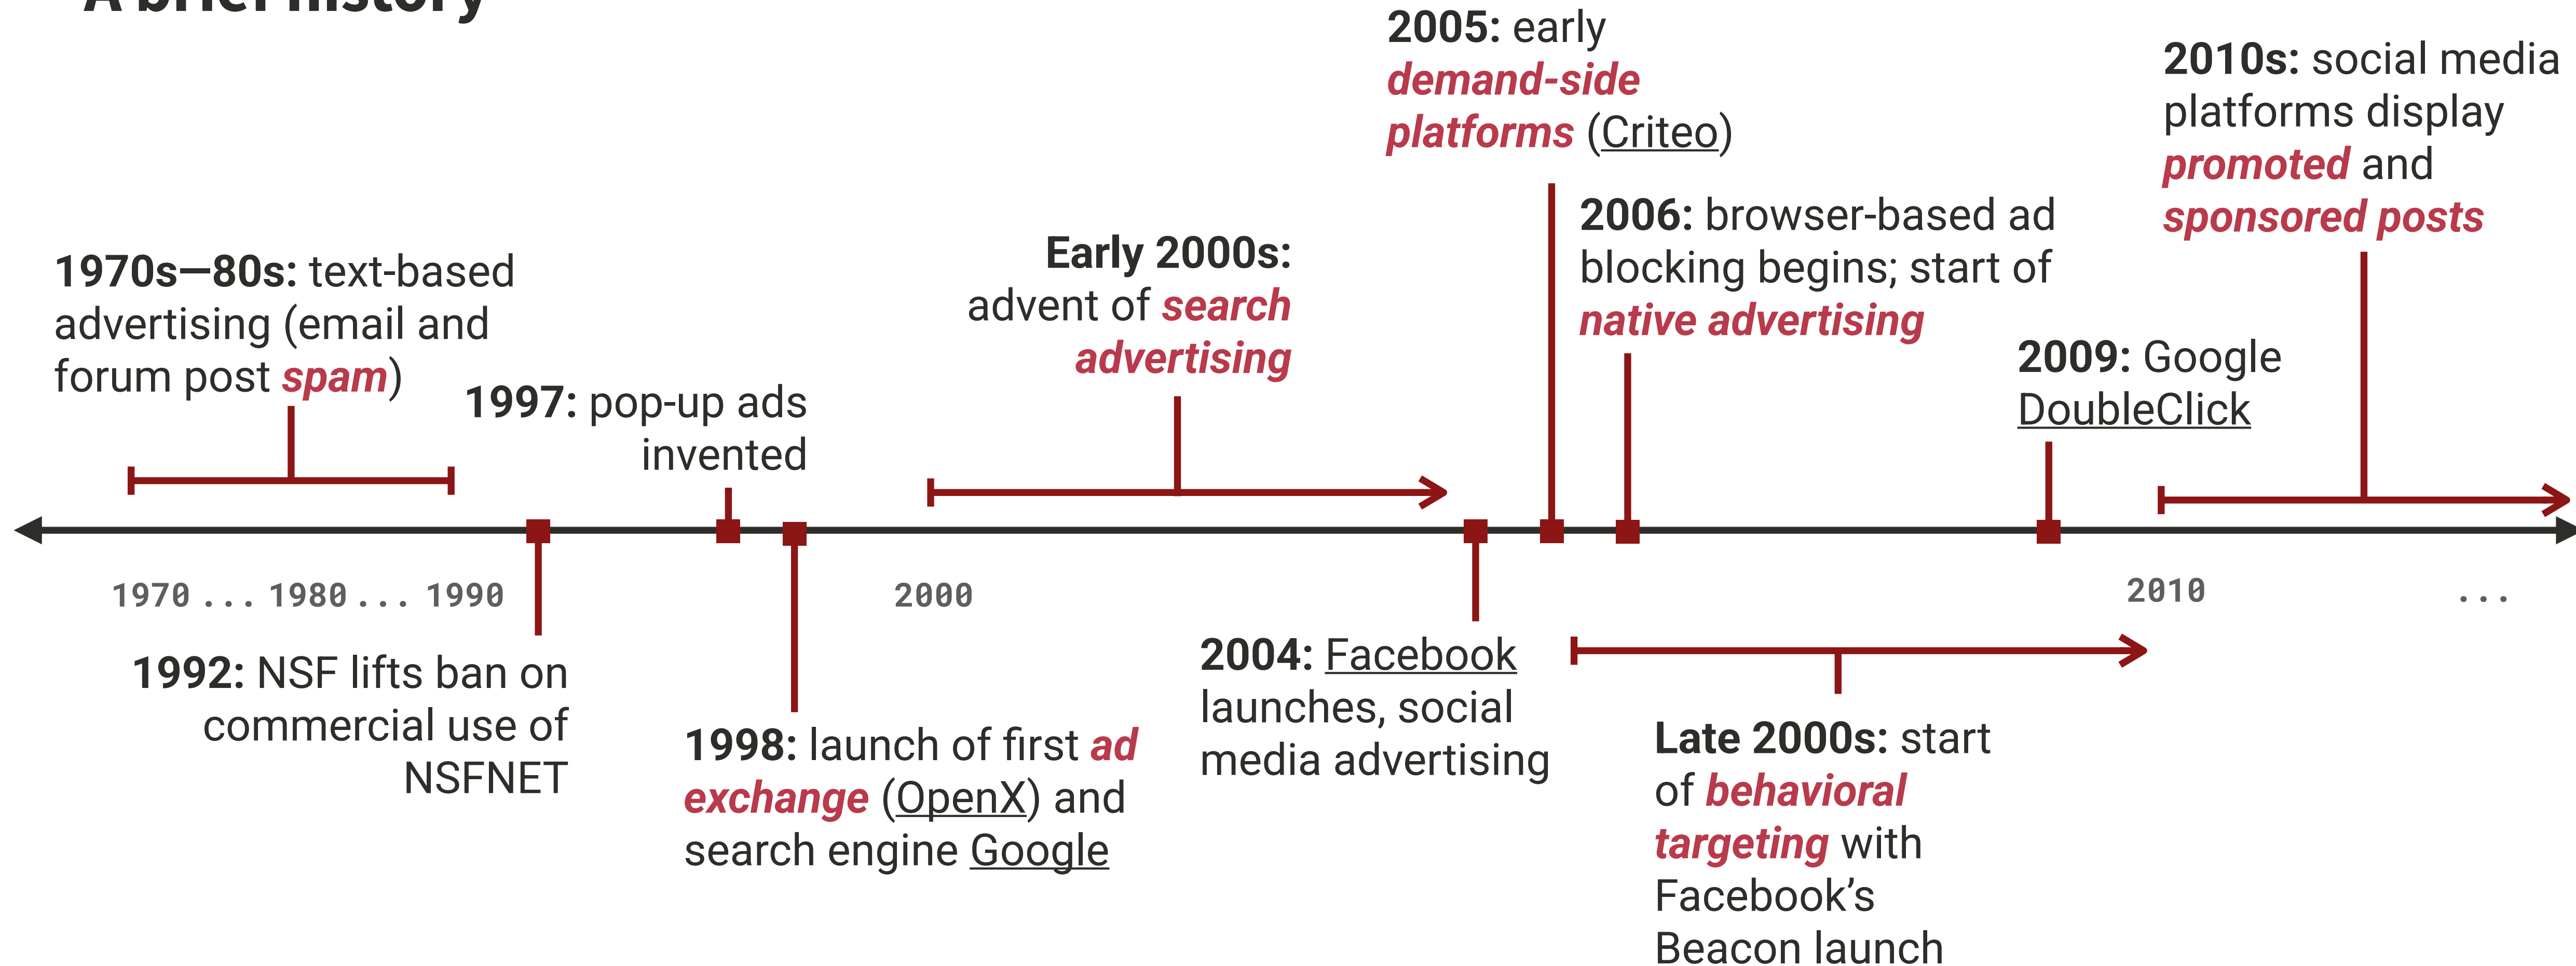 A brief history
2005: early
demand-side
platforms (Criteo)
2010s: social media
platforms display
promoted and
sponsored posts
2006: browser-based ad
blocking begins; start of
native advertising
Early 2000s:
advent of search
advertising
1970s—80s: text-based
advertising (email and
forum post spam)
1997: pop-up ads
invented
2009: Google
DoubleClick
1970 ... 1980 ... 1990
2000
2010
...
1992: NSF lifts ban on
commercial use of
NSFNET
1998: launch of first ad
exchange (OpenX) and
search engine Google
2004: Facebook
launches, social
media advertising
Late 2000s: start
of behavioral
targeting with
Facebook’s
Beacon launch